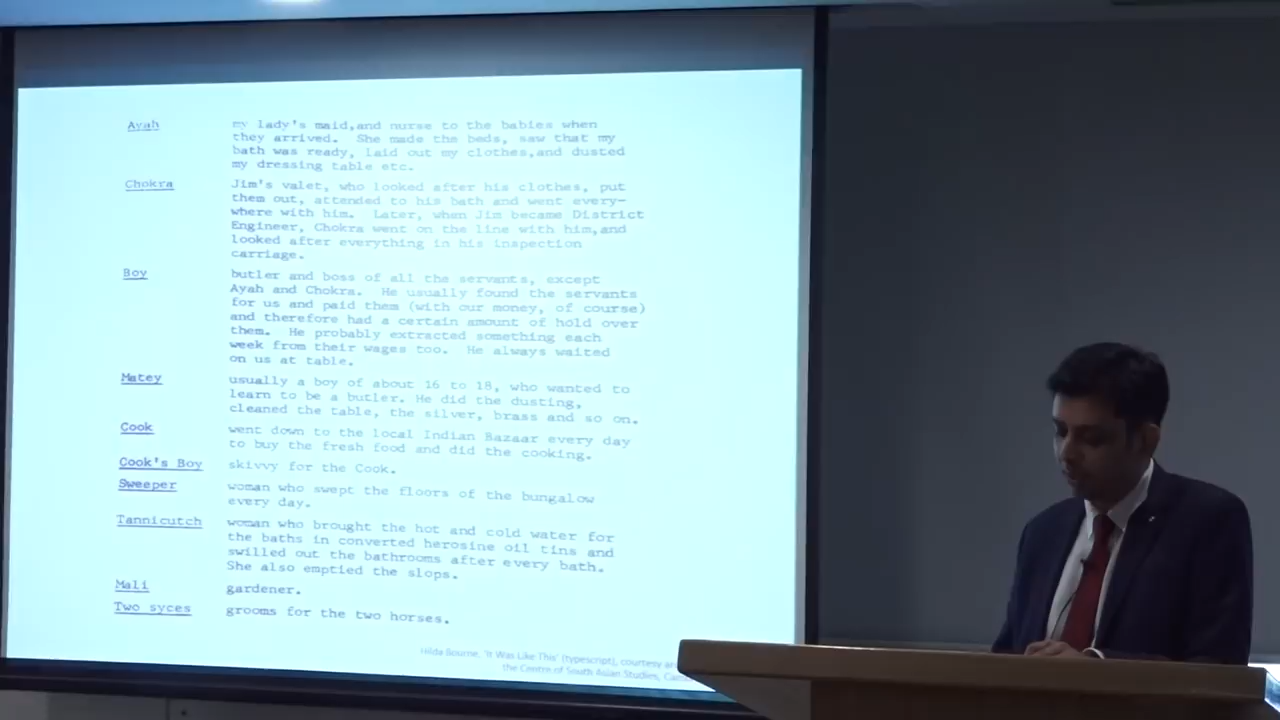 Ayah my lady's maid,and nurse to the babies when
they arrived. She made the beds, saw that my
bath was ready, laid out my clothes,and dusted
my dressing table etc.
Chokra Jim's valet, who looked after his clothes, put
them out, attended to his bath and went every-
where with him. Later, when Jim became District
Engineer, Chokra went on the line with him,and
looked after everything in his inspection
carriage.
Boy butler and boss of all the servants, except
Ayah and Chokra. He usually found the servants
for us and paid them (with our money, of course)
and therefore had a certain amount of hold over
them. He probably extracted something each
week from their wages too. He always waited
on us at table.
Matey usually a boy of about 16 to 18, who wanted to
learn to be a butler. He did the dusting,
cleaned the table, the silver, brass and so on.
Cook went down to the local Indian Bazaar every day
to buy the fresh food and did the cooking.
Cook's Boy skivvy for the Cook.
Sweeper woman who swept the floors of the bungalow
every day.
Tannicutch woman who brought the hot and cold water for
the baths in converted herosine oil tins and
swilled out the bathrooms after every bath.
She also emptied the slops.
Mali gardener.
Two syces grooms for the two horses.
Hilda Bourne, 'It Was Like This' (typescript), courtesy
the Centre of South Asian Studies,